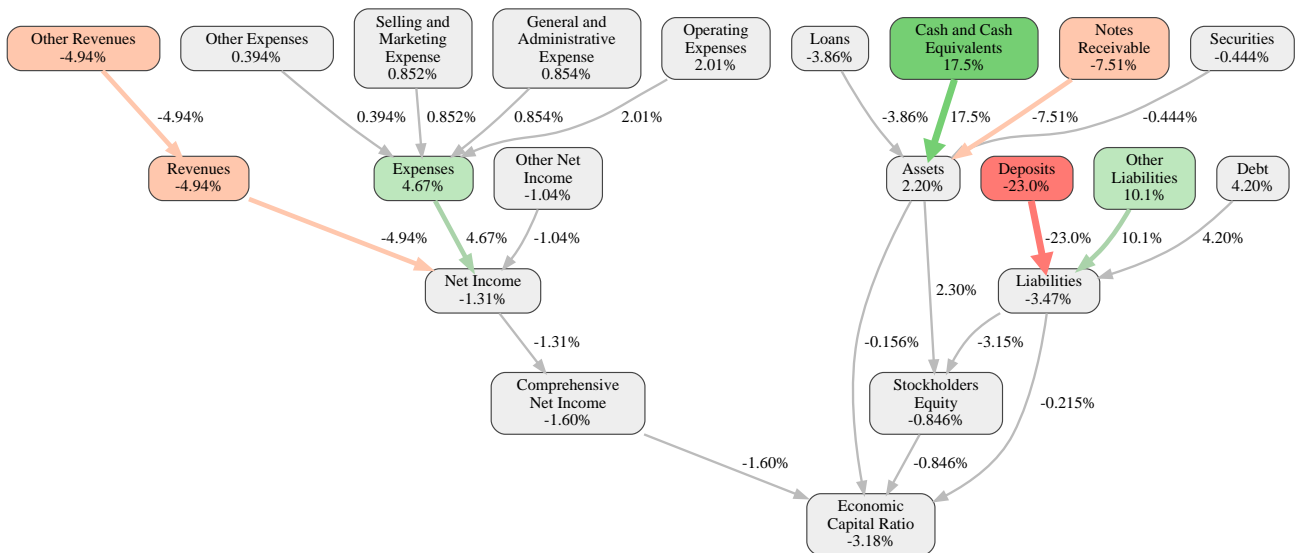 Other Revenues
-4.94%
Other Expenses
0.394%
Selling and
Marketing
Expense
0.852%
General and
Administrative
Expense
0.854%
Operating
Expenses
2.01%
Loans
-3.86%
Cash and Cash
Equivalents
17.5%
Notes
Receivable
-7.51%
Securities
-0.444%
-4.94%
0.394%
0.852%
0.854%
2.01%
-3.86%
17.5%
-7.51%
-0.444%
Revenues
-4.94%
Expenses
4.67%
Other Net
Income
-1.04%
Assets
2.20%
Deposits
-23.0%
Other
Liabilities
10.1%
Debt
4.20%
-4.94%
4.67%
-1.04%
-23.0%
10.1%
4.20%
Net Income
-1.31%
2.30%
Liabilities
-3.47%
-1.31%
-0.156%
-3.15%
Comprehensive
Net Income
-1.60%
Stockholders
Equity
-0.846%
-0.215%
-1.60%
-0.846%
Economic
Capital Ratio
-3.18%